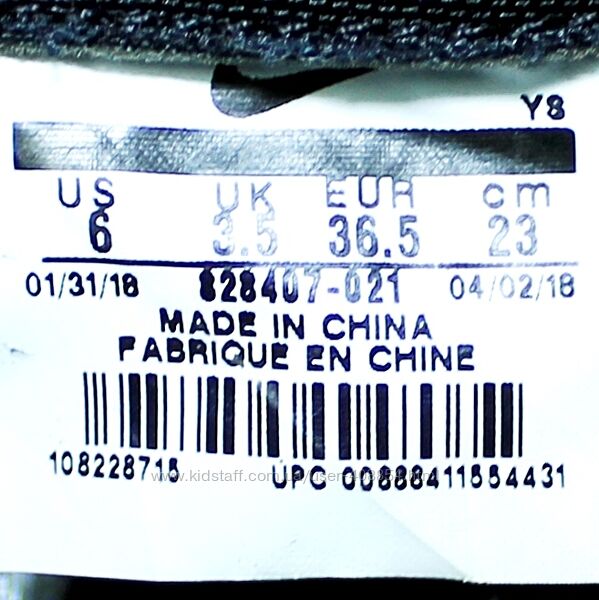 Y8
US UK EUR cm
6 3.5 36.5 23
01/31/18 828407-021 04/02/18
MADE IN CHINA
FABRIQUE EN CHINE
108228715 UPC 00888411554431